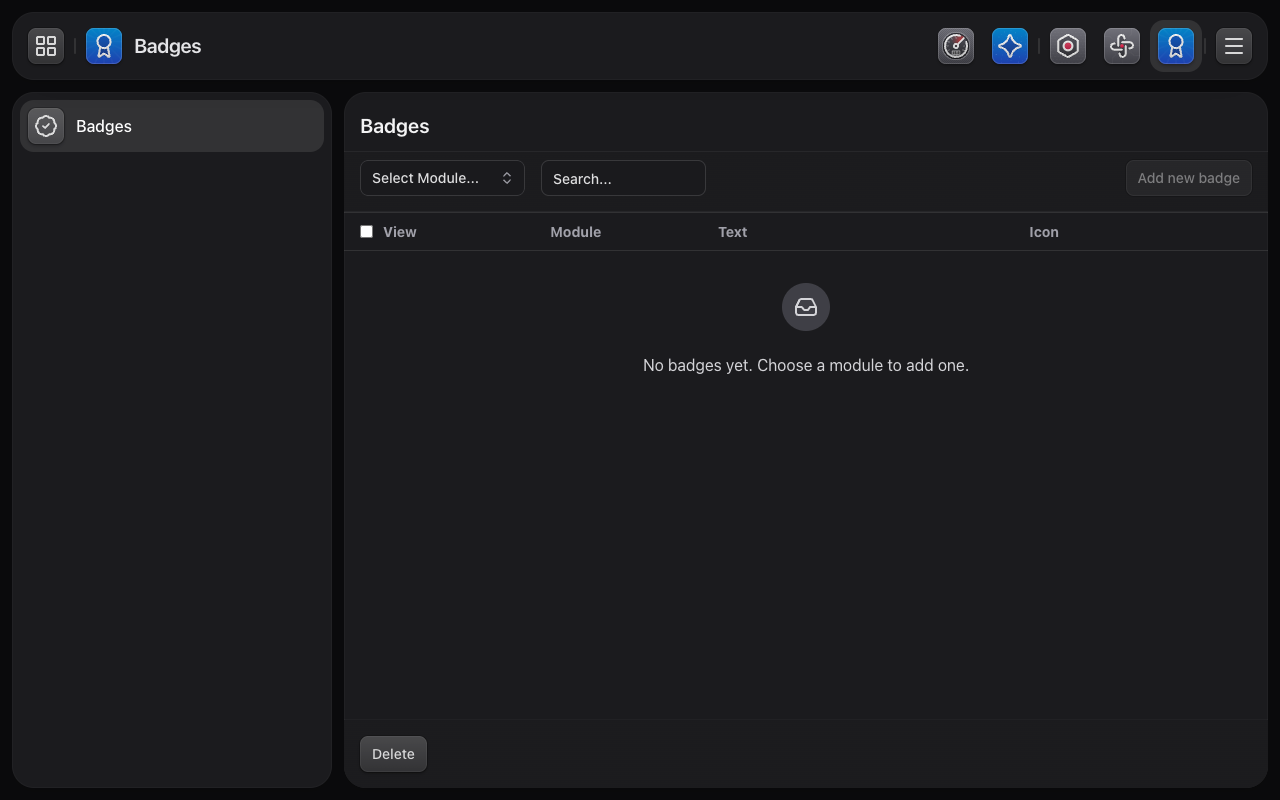 Badges
Badges
Badges
Select Module...
Search...
Add new badge
View
Module
Text
Icon
No badges yet. Choose a module to add one.
Delete